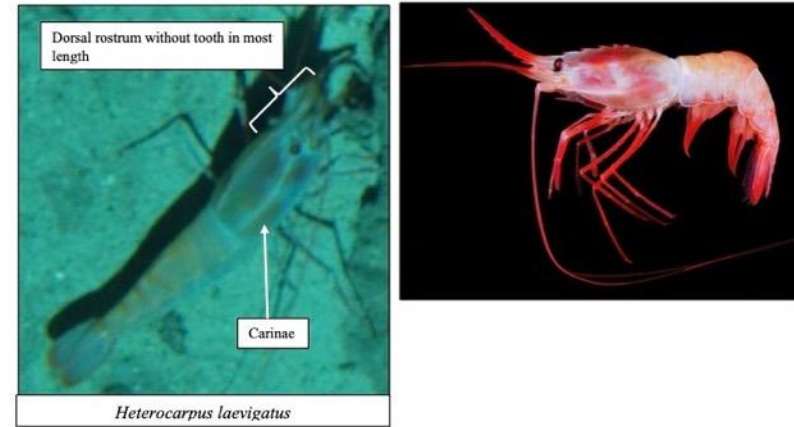 Dorsal rostrum without tooth in most
length
Carinae
Heterocarpus laevigatus